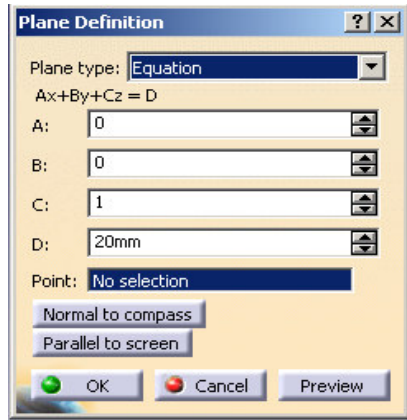 Plane Definition ? X
Plane type: Equation
Ax+By+Cz = D
A: 0
B: 0
C: 1
D: 20mm
Point: No selection
Normal to compass
Parallel to screen
OK Cancel Preview